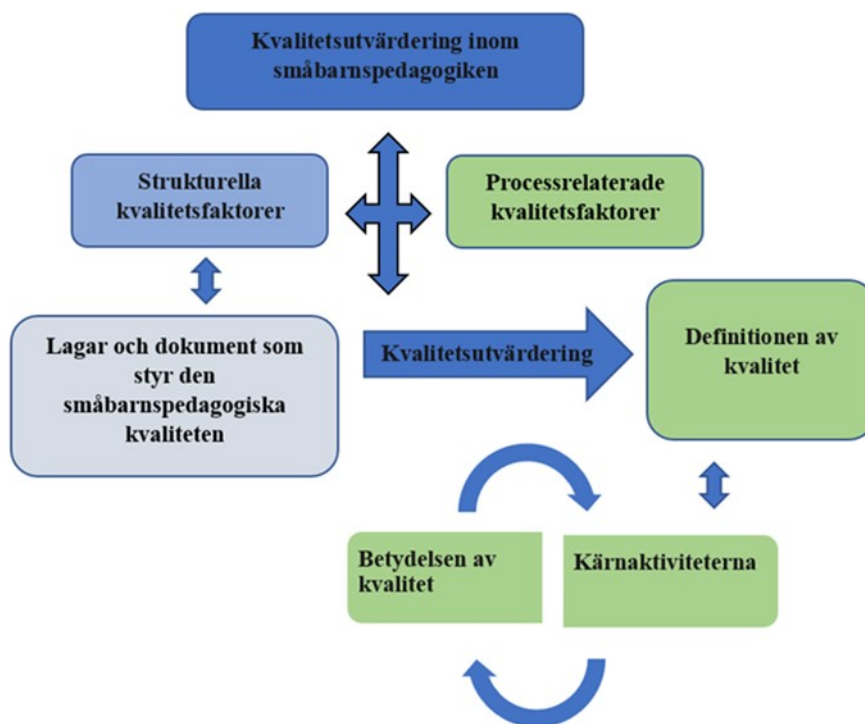 Kvalitetsutvärdering inom
småbarnspedagogiken
Strukturella
kvalitetsfaktorer
Processrelaterade
kvalitetsfaktorer
Lagar och dokument som
styr den
småbarnspedagogiska
kvaliteten
Kvalitetsutvärdering
Definitionen av
kvalitet
Betydelsen av
kvalitet
Kärnaktiviteterna